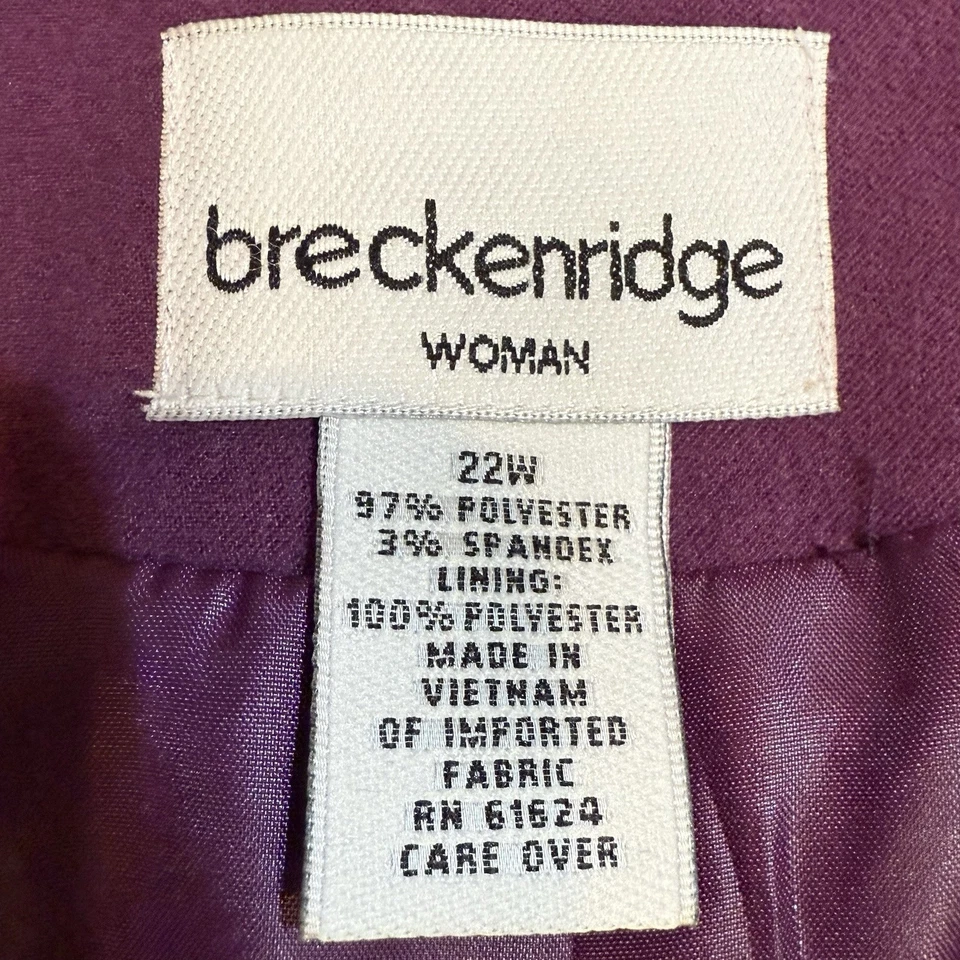 breckenridge
WOMAN
22W
97% POLYESTER
3% SPANDEX
LINING:
100% POLYESTER
MADE IN
VIETNAM
OF IMPORTED
FABRIC
RN 61624
CARE OVER